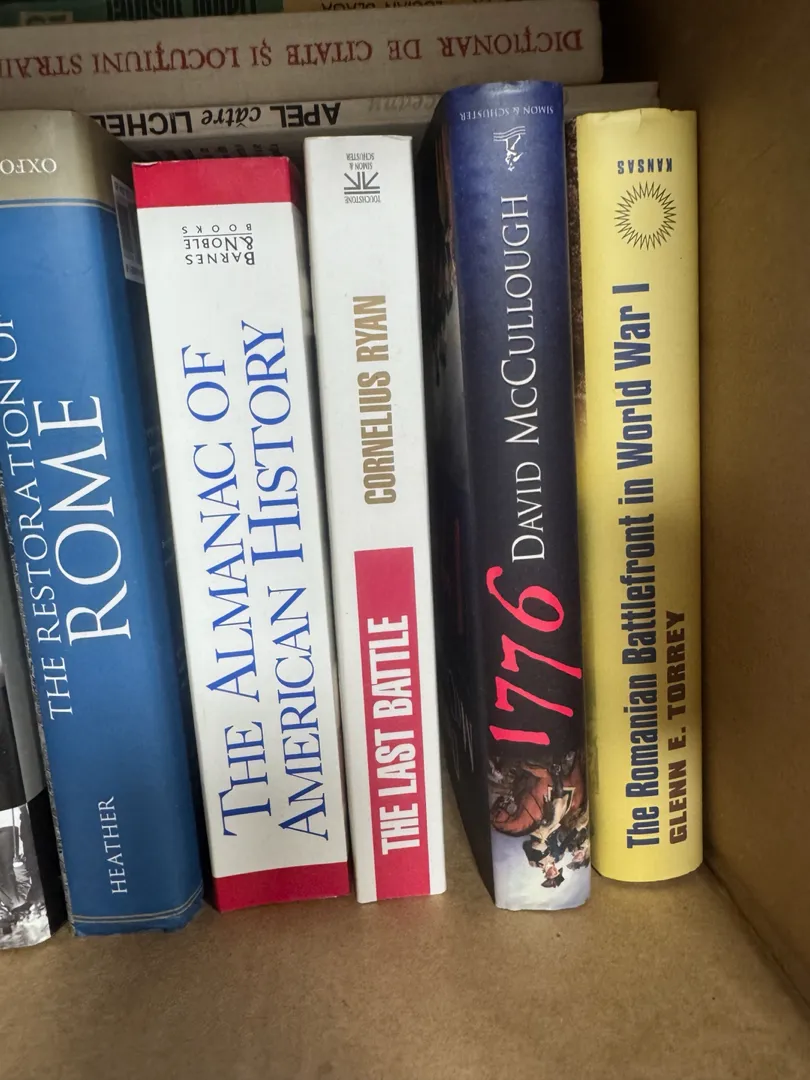 DICȚIONAR DE CITATE ȘI LOCUȚIUNI STRĂI
APEL către LICHEL
OXFO
THE RESTORATION OF
ROME
HEATHER
BARNES
&NOBLE
BOOKS
THE ALMANAC OF
AMERICAN HISTORY
TOUCHSTONE
SIMON &
SCHUSTER
CORNELIUS RYAN
THE LAST BATTLE
SIMON & SCHUSTER
DAVID McCULLOUGH
1776
KANSAS
The Romanian Battlefront in World War I
GLENN E. TORREY